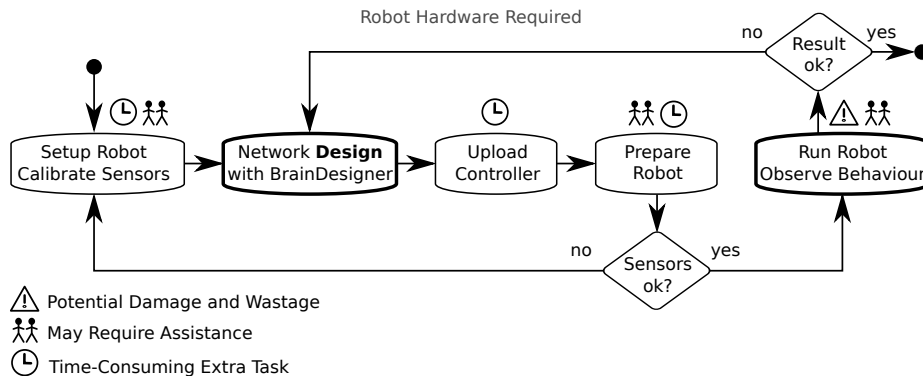 Robot Hardware Required
no
Result
ok?
yes
Setup Robot
Calibrate Sensors
Network Design
with BrainDesigner
Upload
Controller
Prepare
Robot
Run Robot
Observe Behaviour
no
Sensors
ok?
yes
Potential Damage and Wastage
May Require Assistance
Time-Consuming Extra Task